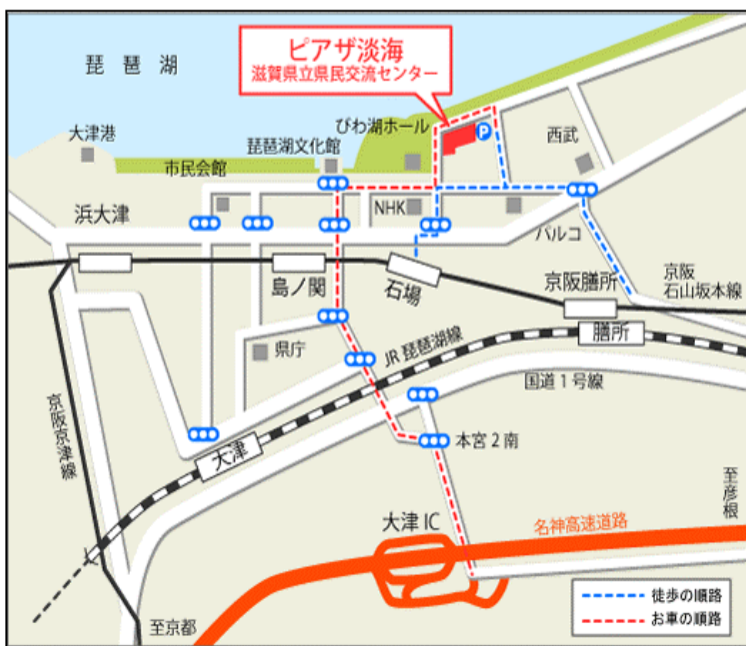 琵琶湖
ピアザ淡海
滋賀県立県民交流センター
大津港
琵琶湖文化館
びわ湖ホール
P
西武
市民会館
浜大津
NHK
パルコ
島ノ関
石場
京阪膳所
京阪
石山坂本線
膳所
県庁
JR琵琶湖線
国道1号線
京阪京津線
大津
本宮2南
大津IC
名神高速道路
至彦根
至京都
徒歩の順路
お車の順路